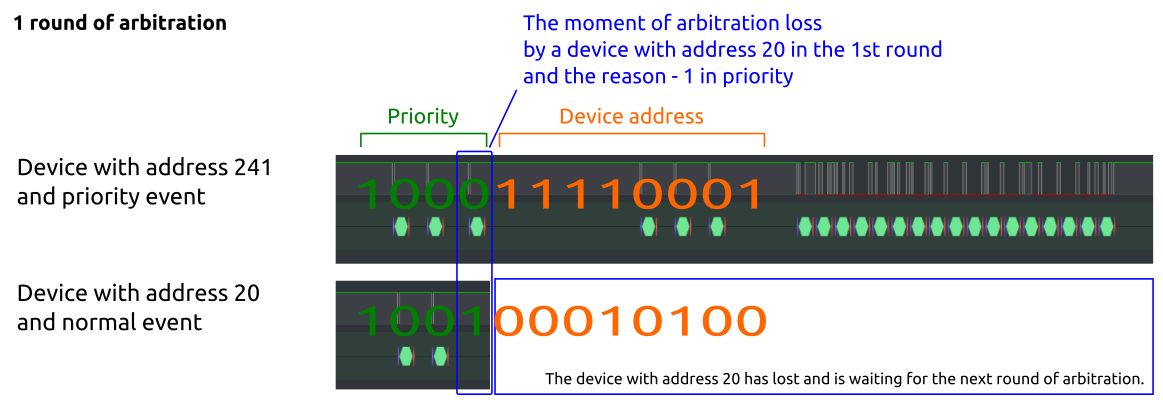 1 round of arbitration
The moment of arbitration loss
by a device with address 20 in the 1st round
and the reason - 1 in priority
Priority
Device address
Device with address 241
and priority event
100011110001
Device with address 20
and normal event
100100010100
The device with address 20 has lost and is waiting for the next round of arbitration.